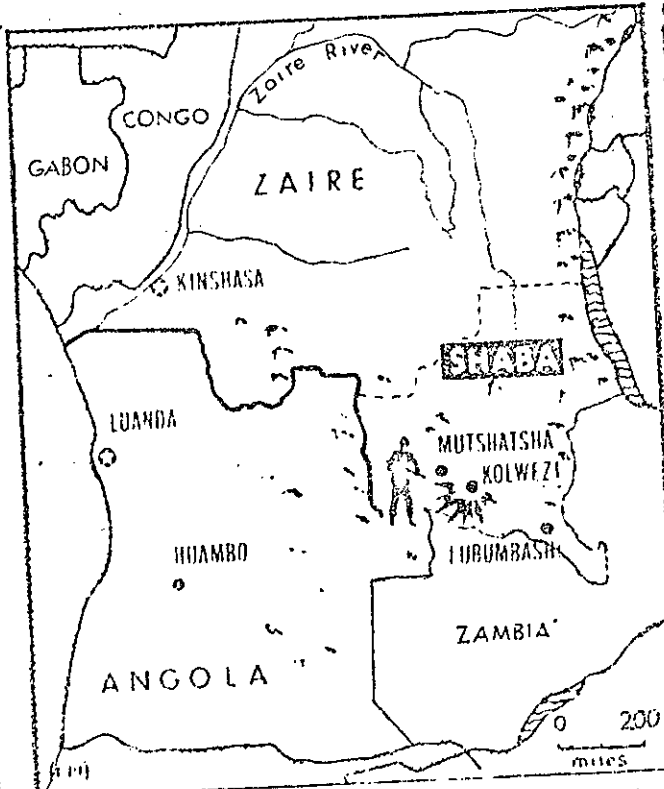 Zaire River
CONGO
GABON
ZAIRE
KINSHASA
SHABA
LUANDA
MUTSHATSHA
KOLWEZI
HUAMBO
LUBUMBASHI
ZAMBIA
ANGOLA
0 200
miles